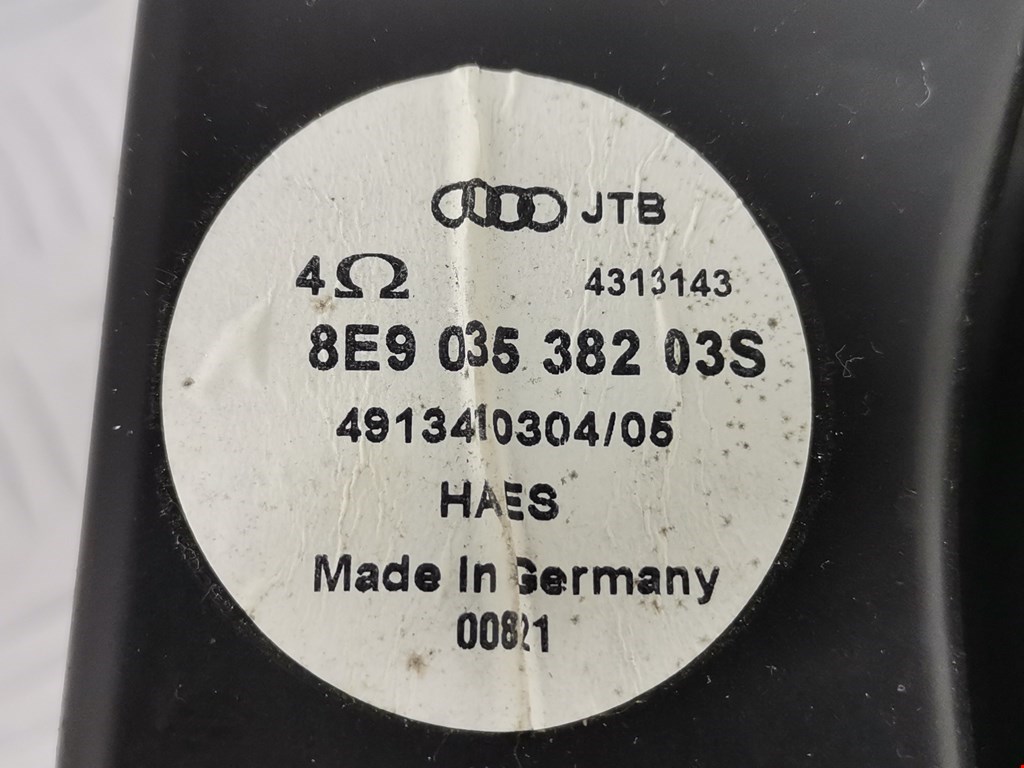 JTB
4Ω 4313143
8E9 035 382 03S
4913410304/05
HAES
Made In Germany
00821